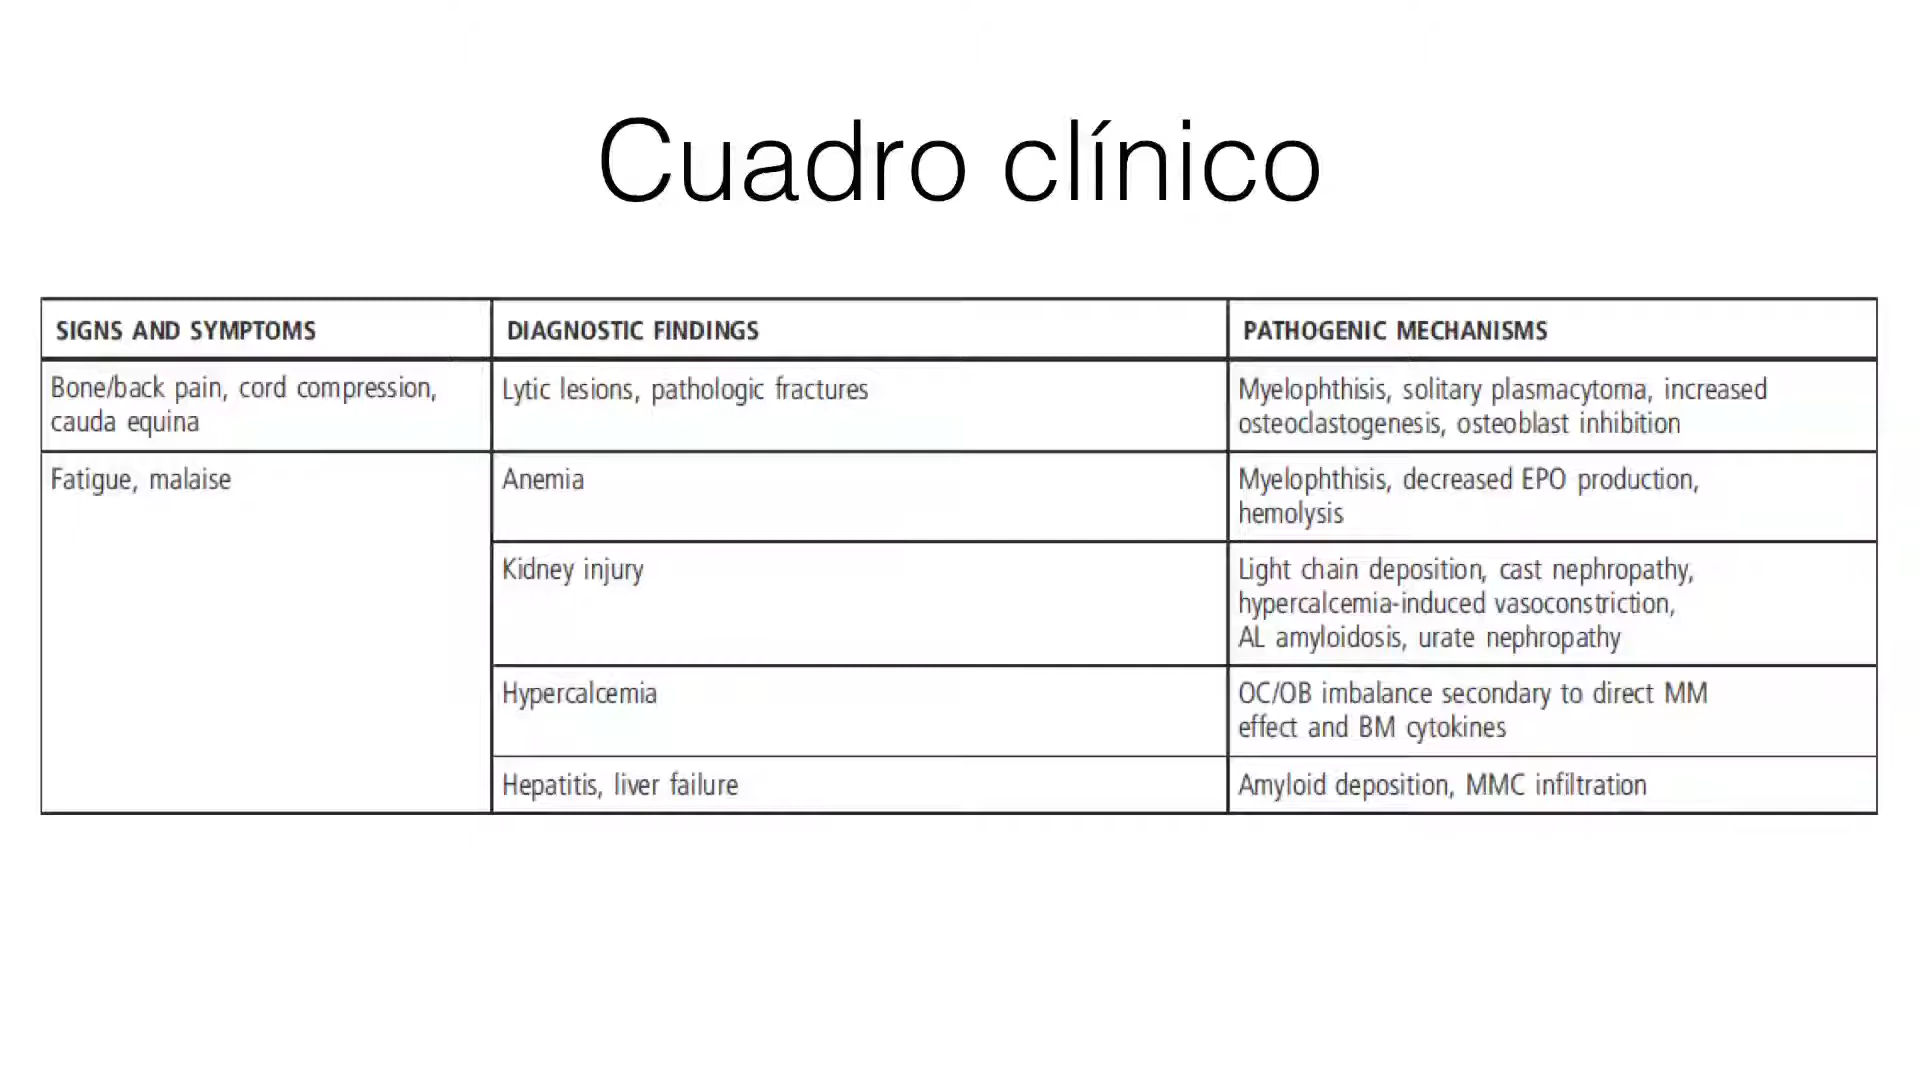 Cuadro clínico
SIGNS AND SYMPTOMS
DIAGNOSTIC FINDINGS
PATHOGENIC MECHANISMS
Bone/back pain, cord compression,
cauda equina
Lytic lesions, pathologic fractures
Myelophthisis, solitary plasmacytoma, increased
osteoclastogenesis, osteoblast inhibition
Fatigue, malaise
Anemia
Myelophthisis, decreased EPO production,
hemolysis
Kidney injury
Light chain deposition, cast nephropathy,
hypercalcemia-induced vasoconstriction,
AL amyloidosis, urate nephropathy
Hypercalcemia
OC/OB imbalance secondary to direct MM
effect and BM cytokines
Hepatitis, liver failure
Amyloid deposition, MMC infiltration